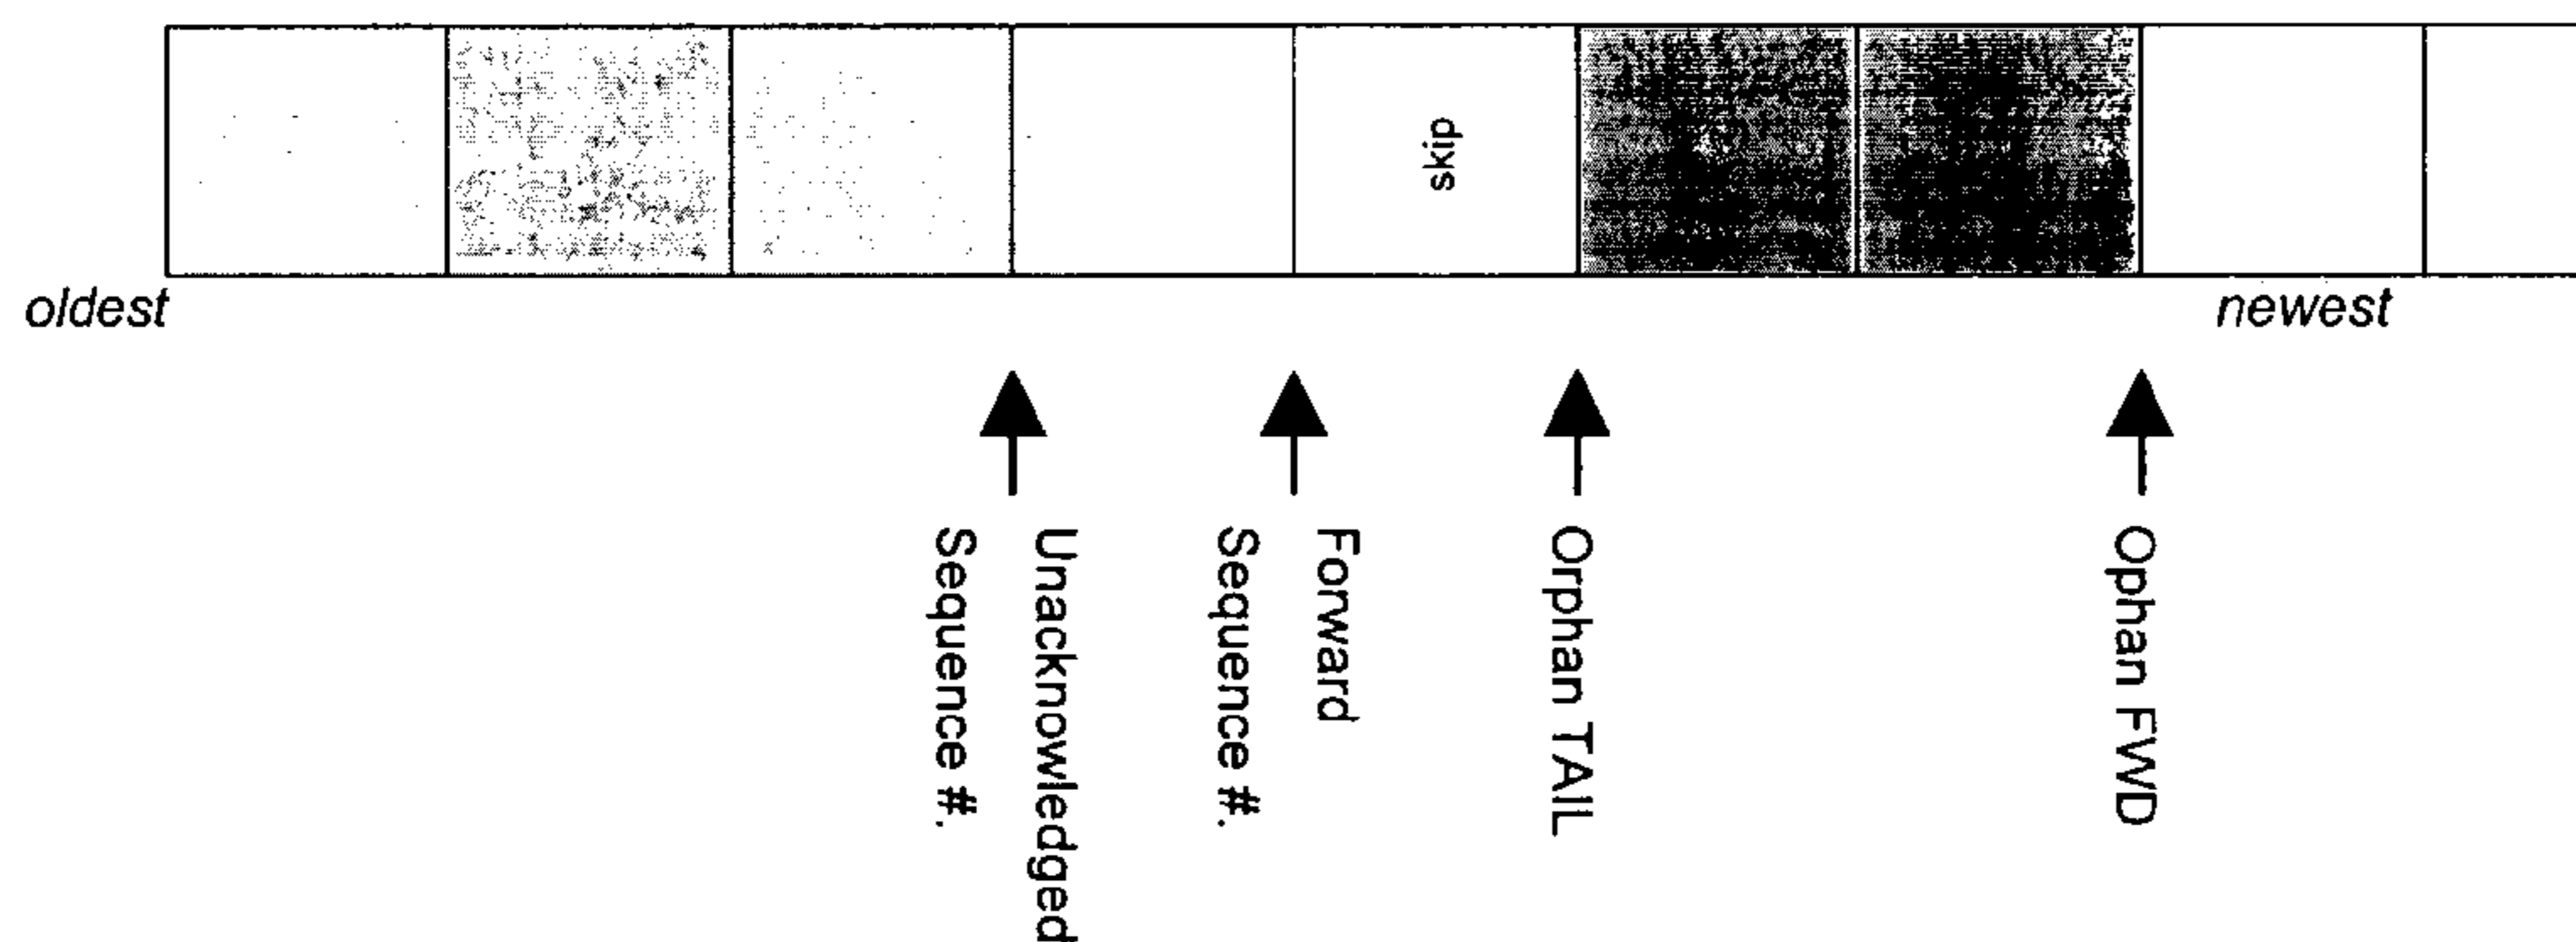 skip
oldest
newest
Unacknowledged
Sequence #.
Forward
Sequence #.
Orphan TAIL
Ophan FWD